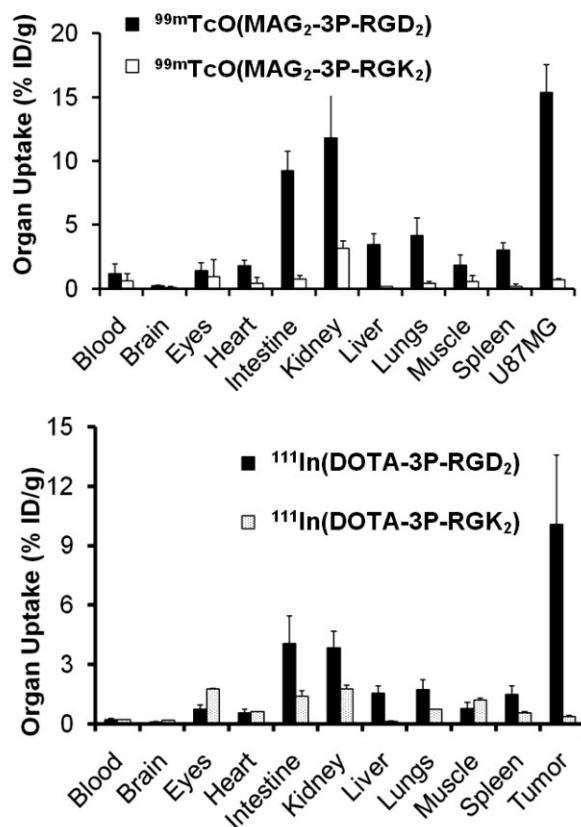 ⁹⁹ᵐTcO(MAG₂-3P-RGD₂)
⁹⁹ᵐTcO(MAG₂-3P-RGK₂)
Organ Uptake (% ID/g)
20
15
10
5
0
Blood
Brain
Eyes
Heart
Intestine
Kidney
Liver
Lungs
Muscle
Spleen
U87MG
¹¹¹In(DOTA-3P-RGD₂)
¹¹¹In(DOTA-3P-RGK₂)
Organ Uptake (% ID/g)
15
12
9
6
3
0
Blood
Brain
Eyes
Heart
Intestine
Kidney
Liver
Lungs
Muscle
Spleen
Tumor